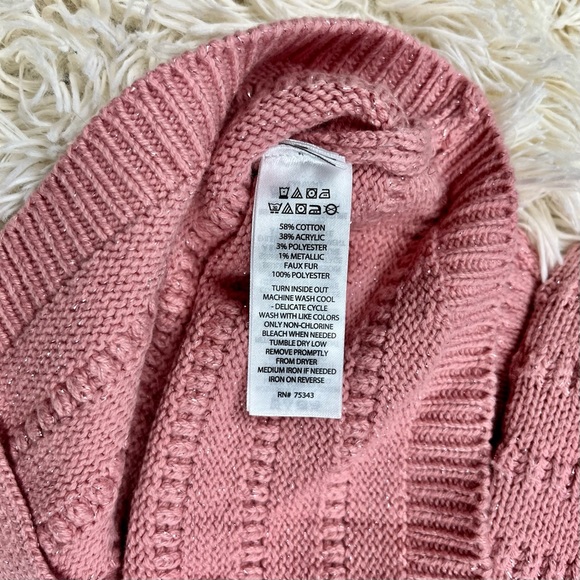 58% COTTON
38% ACRYLIC
3% POLYESTER
1% METALLIC
FAUX FUR
100% POLYESTER
TURN INSIDE OUT
MACHINE WASH COOL
- DELICATE CYCLE
WASH WITH LIKE COLORS
ONLY NON-CHLORINE
BLEACH WHEN NEEDED
TUMBLE DRY LOW
REMOVE PROMPTLY
FROM DRYER
MEDIUM IRON IF NEEDED
IRON ON REVERSE
RN# 75343